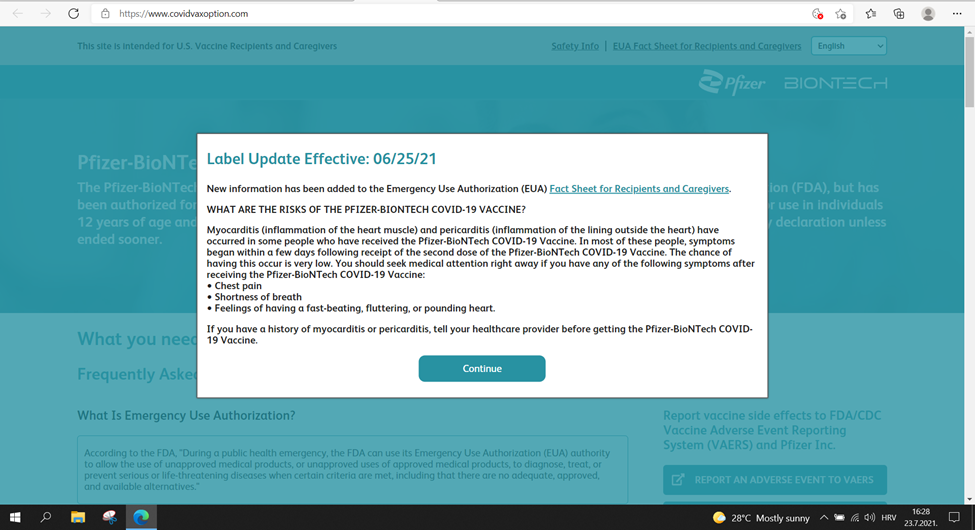 https://www.covidvaxoption.com
This site is intended for U.S. Vaccine Recipients and Caregivers
Safety Info | EUA Fact Sheet for Recipients and Caregivers English
Pfizer BIONTECH
Label Update Effective: 06/25/21
New information has been added to the Emergency Use Authorization (EUA) Fact Sheet for Recipients and Caregivers.
WHAT ARE THE RISKS OF THE PFIZER-BIONTECH COVID-19 VACCINE?
Myocarditis (inflammation of the heart muscle) and pericarditis (inflammation of the lining outside the heart) have
occurred in some people who have received the Pfizer-BioNTech COVID-19 Vaccine. In most of these people, symptoms
began within a few days following receipt of the second dose of the Pfizer-BioNTech COVID-19 Vaccine. The chance of
having this occur is very low. You should seek medical attention right away if you have any of the following symptoms after
receiving the Pfizer-BioNTech COVID-19 Vaccine:
• Chest pain
• Shortness of breath
• Feelings of having a fast-beating, fluttering, or pounding heart.
If you have a history of myocarditis or pericarditis, tell your healthcare provider before getting the Pfizer-BioNTech COVID-
19 Vaccine.
Continue
Pfizer-BioNTe
The Pfizer-BioNTec
ion (FDA), but has
been authorized for
or use in individuals
12 years of age and
declaration unless
ended sooner.
What you nee
Frequently Aske
What Is Emergency Use Authorization?
According to the FDA, "During a public health emergency, the FDA can use its Emergency Use Authorization (EUA) authority
to allow the use of unapproved medical products, or unapproved uses of approved medical products, to diagnose, treat, or
prevent serious or life-threatening diseases when certain criteria are met, including that there are no adequate, approved,
and available alternatives."
Report vaccine side effects to FDA/CDC
Vaccine Adverse Event Reporting
System (VAERS) and Pfizer Inc.
REPORT AN ADVERSE EVENT TO VAERS
28°C Mostly sunny HRV 16:28
23.7.2021.